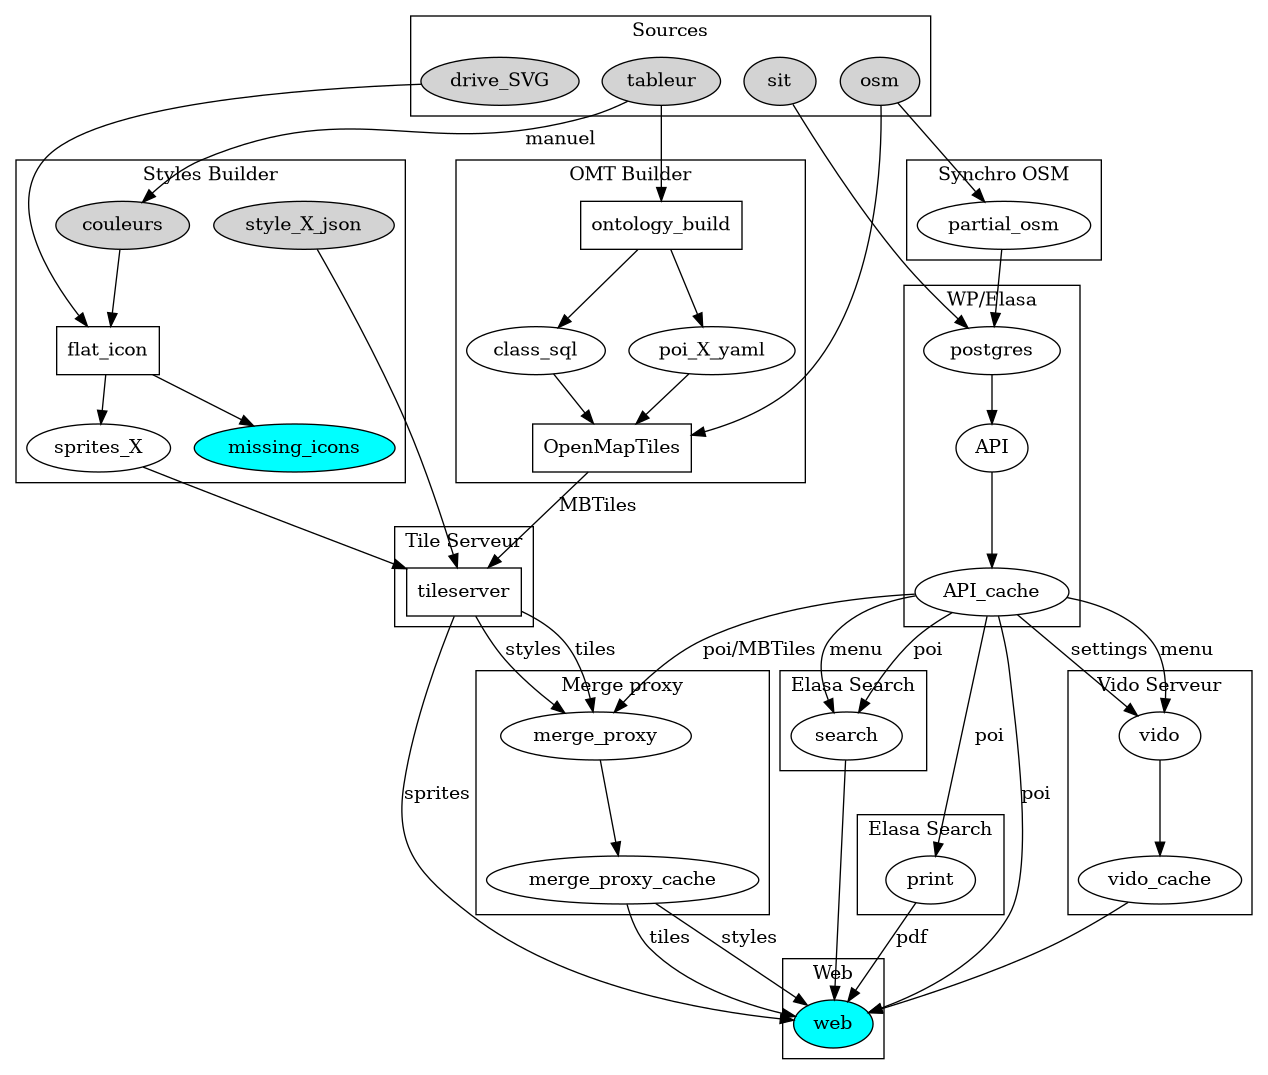 Sources
drive_SVG
tableur
sit
osm
manuel
Styles Builder
OMT Builder
Synchro OSM
couleurs
style_X_json
ontology_build
partial_osm
WP/Elasa
flat_icon
class_sql
poi_X_yaml
postgres
sprites_X
missing_icons
OpenMapTiles
API
MBTiles
Tile Serveur
tileserver
API_cache
styles
tiles
poi/MBTiles
menu
poi
settings
menu
Merge proxy
Elasa Search
Vido Serveur
merge_proxy
search
poi
vido
sprites
poi
Elasa Search
merge_proxy_cache
print
vido_cache
tiles
styles
pdf
Web
web